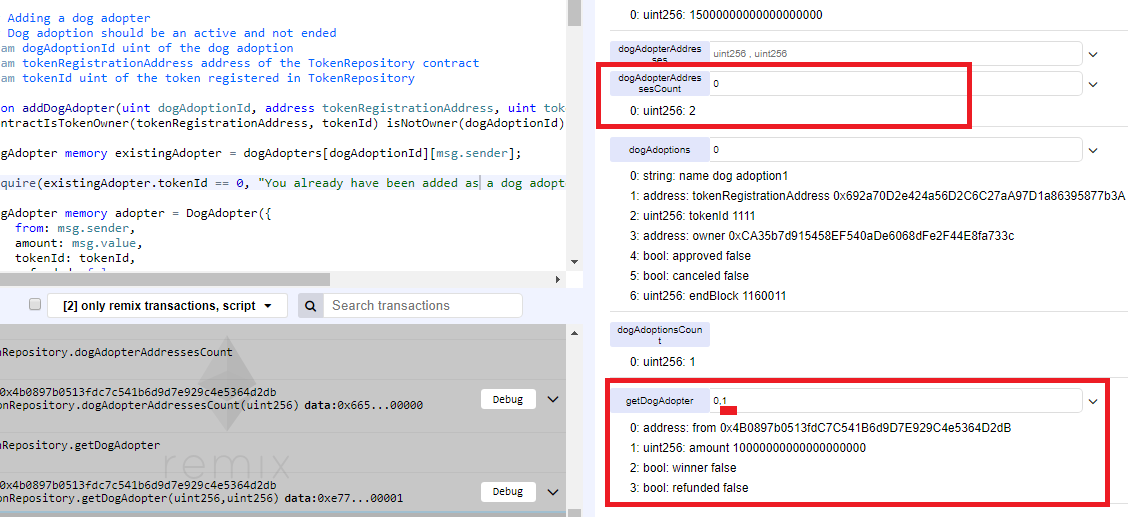 Adding a dog adopter
Dog adoption should be an active and not ended
am dogAdoptionId uint of the dog adoption
am tokenRegistrationAddress address of the TokenRepository contract
am tokenId uint of the token registered in TokenRepository
on addDogAdopter(uint dogAdoptionId, address tokenRegistrationAddress, uint tok
ntractIsTokenOwner(tokenRegistrationAddress, tokenId) isNotOwner(dogAdoptionId)
gAdopter memory existingAdopter = dogAdopters[dogAdoptionId][msg.sender];
quire(existingAdopter.tokenId == 0, "You already have been added as a dog adopt
gAdopter memory adopter = DogAdopter({
from: msg.sender,
amount: msg.value,
tokenId: tokenId,
[2] only remix transactions, script
Search transactions
nRepository.dogAdopterAddressesCount
0x4b0897b0513fdc7c541b6d9d7e929c4e5364d2db
onRepository.dogAdopterAddressesCount(uint256) data:0x665...00000
Debug
nRepository.getDogAdopter
remix
0x4b0897b0513fdc7c541b6d9d7e929c4e5364d2db
onRepository.getDogAdopter(uint256,uint256) data:0xe77...00001
Debug
0: uint256: 15000000000000000000
dogAdopterAddres
ses
uint256 , uint256
dogAdopterAddres
sesCount
0
0: uint256: 2
dogAdoptions
0
0: string: name dog adoption1
1: address: tokenRegistrationAddress 0x692a70D2e424a56D2C6C27aA97D1a86395877b3A
2: uint256: tokenId 1111
3: address: owner 0xCA35b7d915458EF540aDe6068dFe2F44E8fa733c
4: bool: approved false
5: bool: canceled false
6: uint256: endBlock 1160011
dogAdoptionsCoun
t
0: uint256: 1
getDogAdopter
0,1
0: address: from 0x4B0897b0513fdC7C541B6d9D7E929C4e5364D2dB
1: uint256: amount 10000000000000000000
2: bool: winner false
3: bool: refunded false